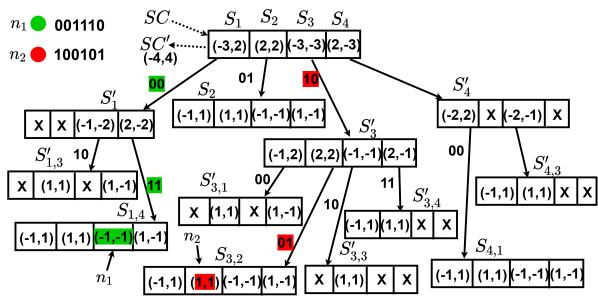 n₁ 001110
n₂ 100101
SC
SC′
(-4,4)
S₁ S₂ S₃ S₄
(-3,2) (2,2) (-3,-3) (2,-3)
00 01 10
S′₁
X X (-1,-2) (2,-2)
S₂
(-1,1) (1,1) (-1,-1) (1,-1)
S′₄
(-2,2) X (-2,-1) X
S′₃
(-1,2) (2,2) (-1,-1) (2,-1)
10 11
00 10 11
00
S′₁,₃
X (1,1) X (1,-1)
S₁,₄
(-1,1) (1,1) (-1,-1) (1,-1)
n₁
S′₃,₁
X (1,1) X (1,-1)
S′₃,₄
(-1,1) (1,1) X X
S′₄,₃
(-1,1) (1,1) X X
n₂
01
S₃,₂
(-1,1) (1,1) (-1,-1) (1,-1)
S′₃,₃
X (1,1) X X
S₄,₁
(-1,1) (1,1) (-1,-1) (1,-1)